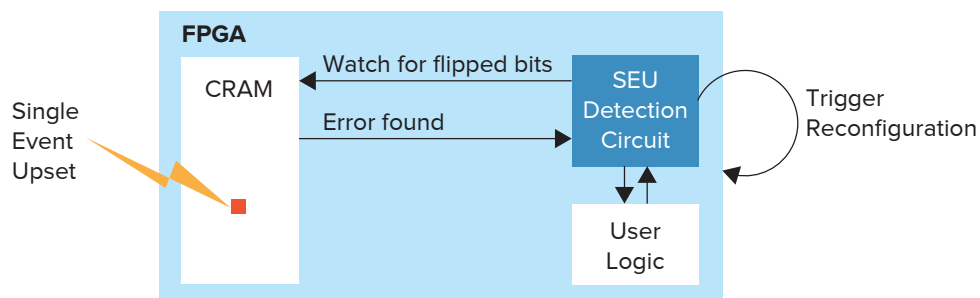 FPGA
Watch for flipped bits
CRAM
SEU
Detection
Circuit
Single
Event
Upset
Error found
Trigger
Reconfiguration
User
Logic